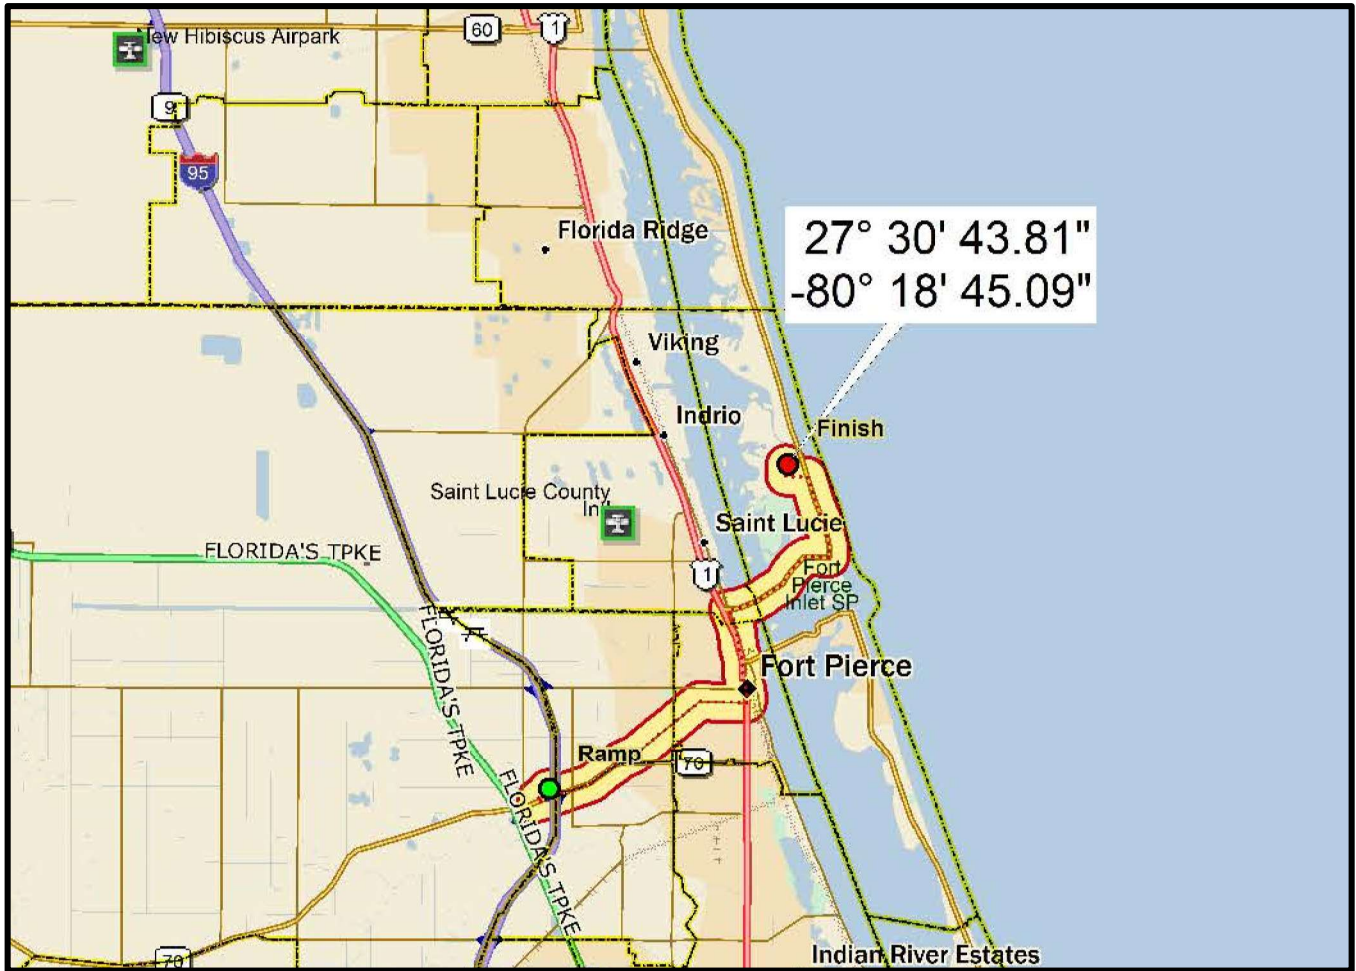 New Hibiscus Airpark
60
1
9
95
Florida Ridge
27° 30' 43.81"
-80° 18' 45.09"
Viking
Indrio
Finish
Saint Lucie County
Int'l
Saint Lucie
FLORIDA'S TPKE
1
Fort
Pierce
Inlet SP
FLORIDA'S TPKE
Fort Pierce
Ramp
70
FLORIDA'S TPKE
70
Indian River Estates